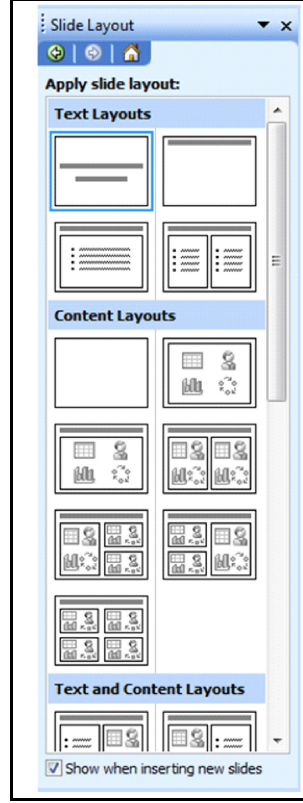 Slide Layout
Apply slide layout:
Text Layouts
Content Layouts
Text and Content Layouts
Show when inserting new slides